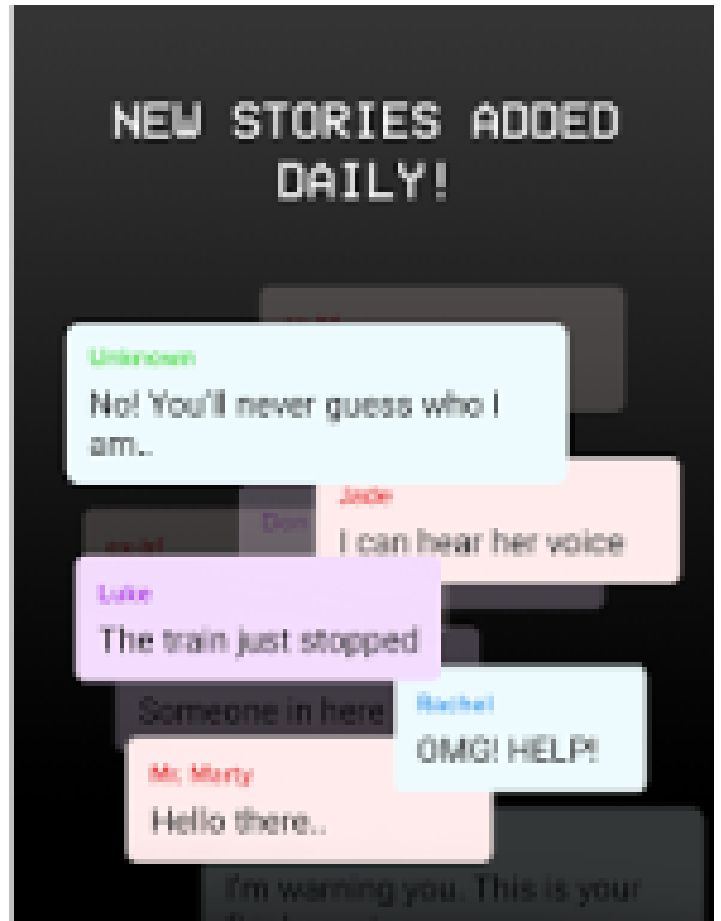 NEW STORIES ADDED
DAILY!
Unknown
No! You'll never guess who I
am..
Jade
Don
I can hear her voice
Luke
The train just stopped
Someone in here
Rachel
OMG! HELP!
Mr. Marty
Hello there..
I'm warning you. This is your